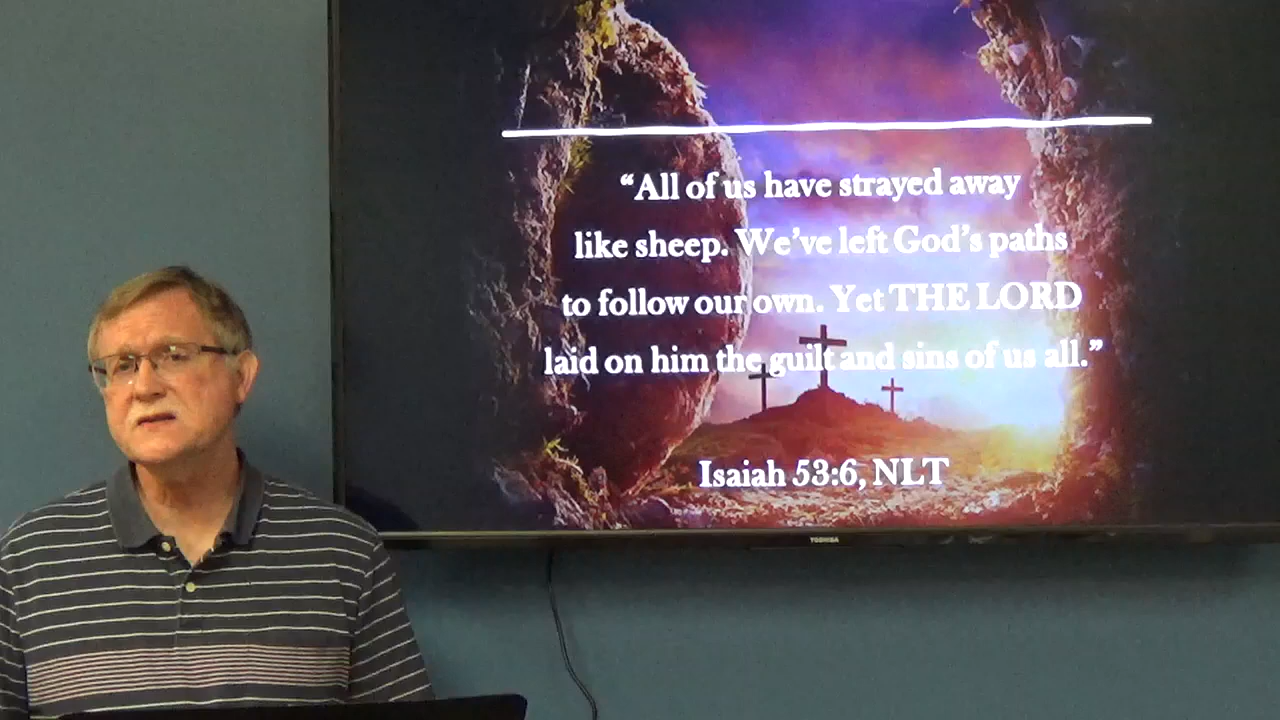 “All of us have strayed away
like sheep. We’ve left God’s paths
to follow our own. Yet THE LORD
laid on him the guilt and sins of us all.”
Isaiah 53:6, NLT
TOSHIBA